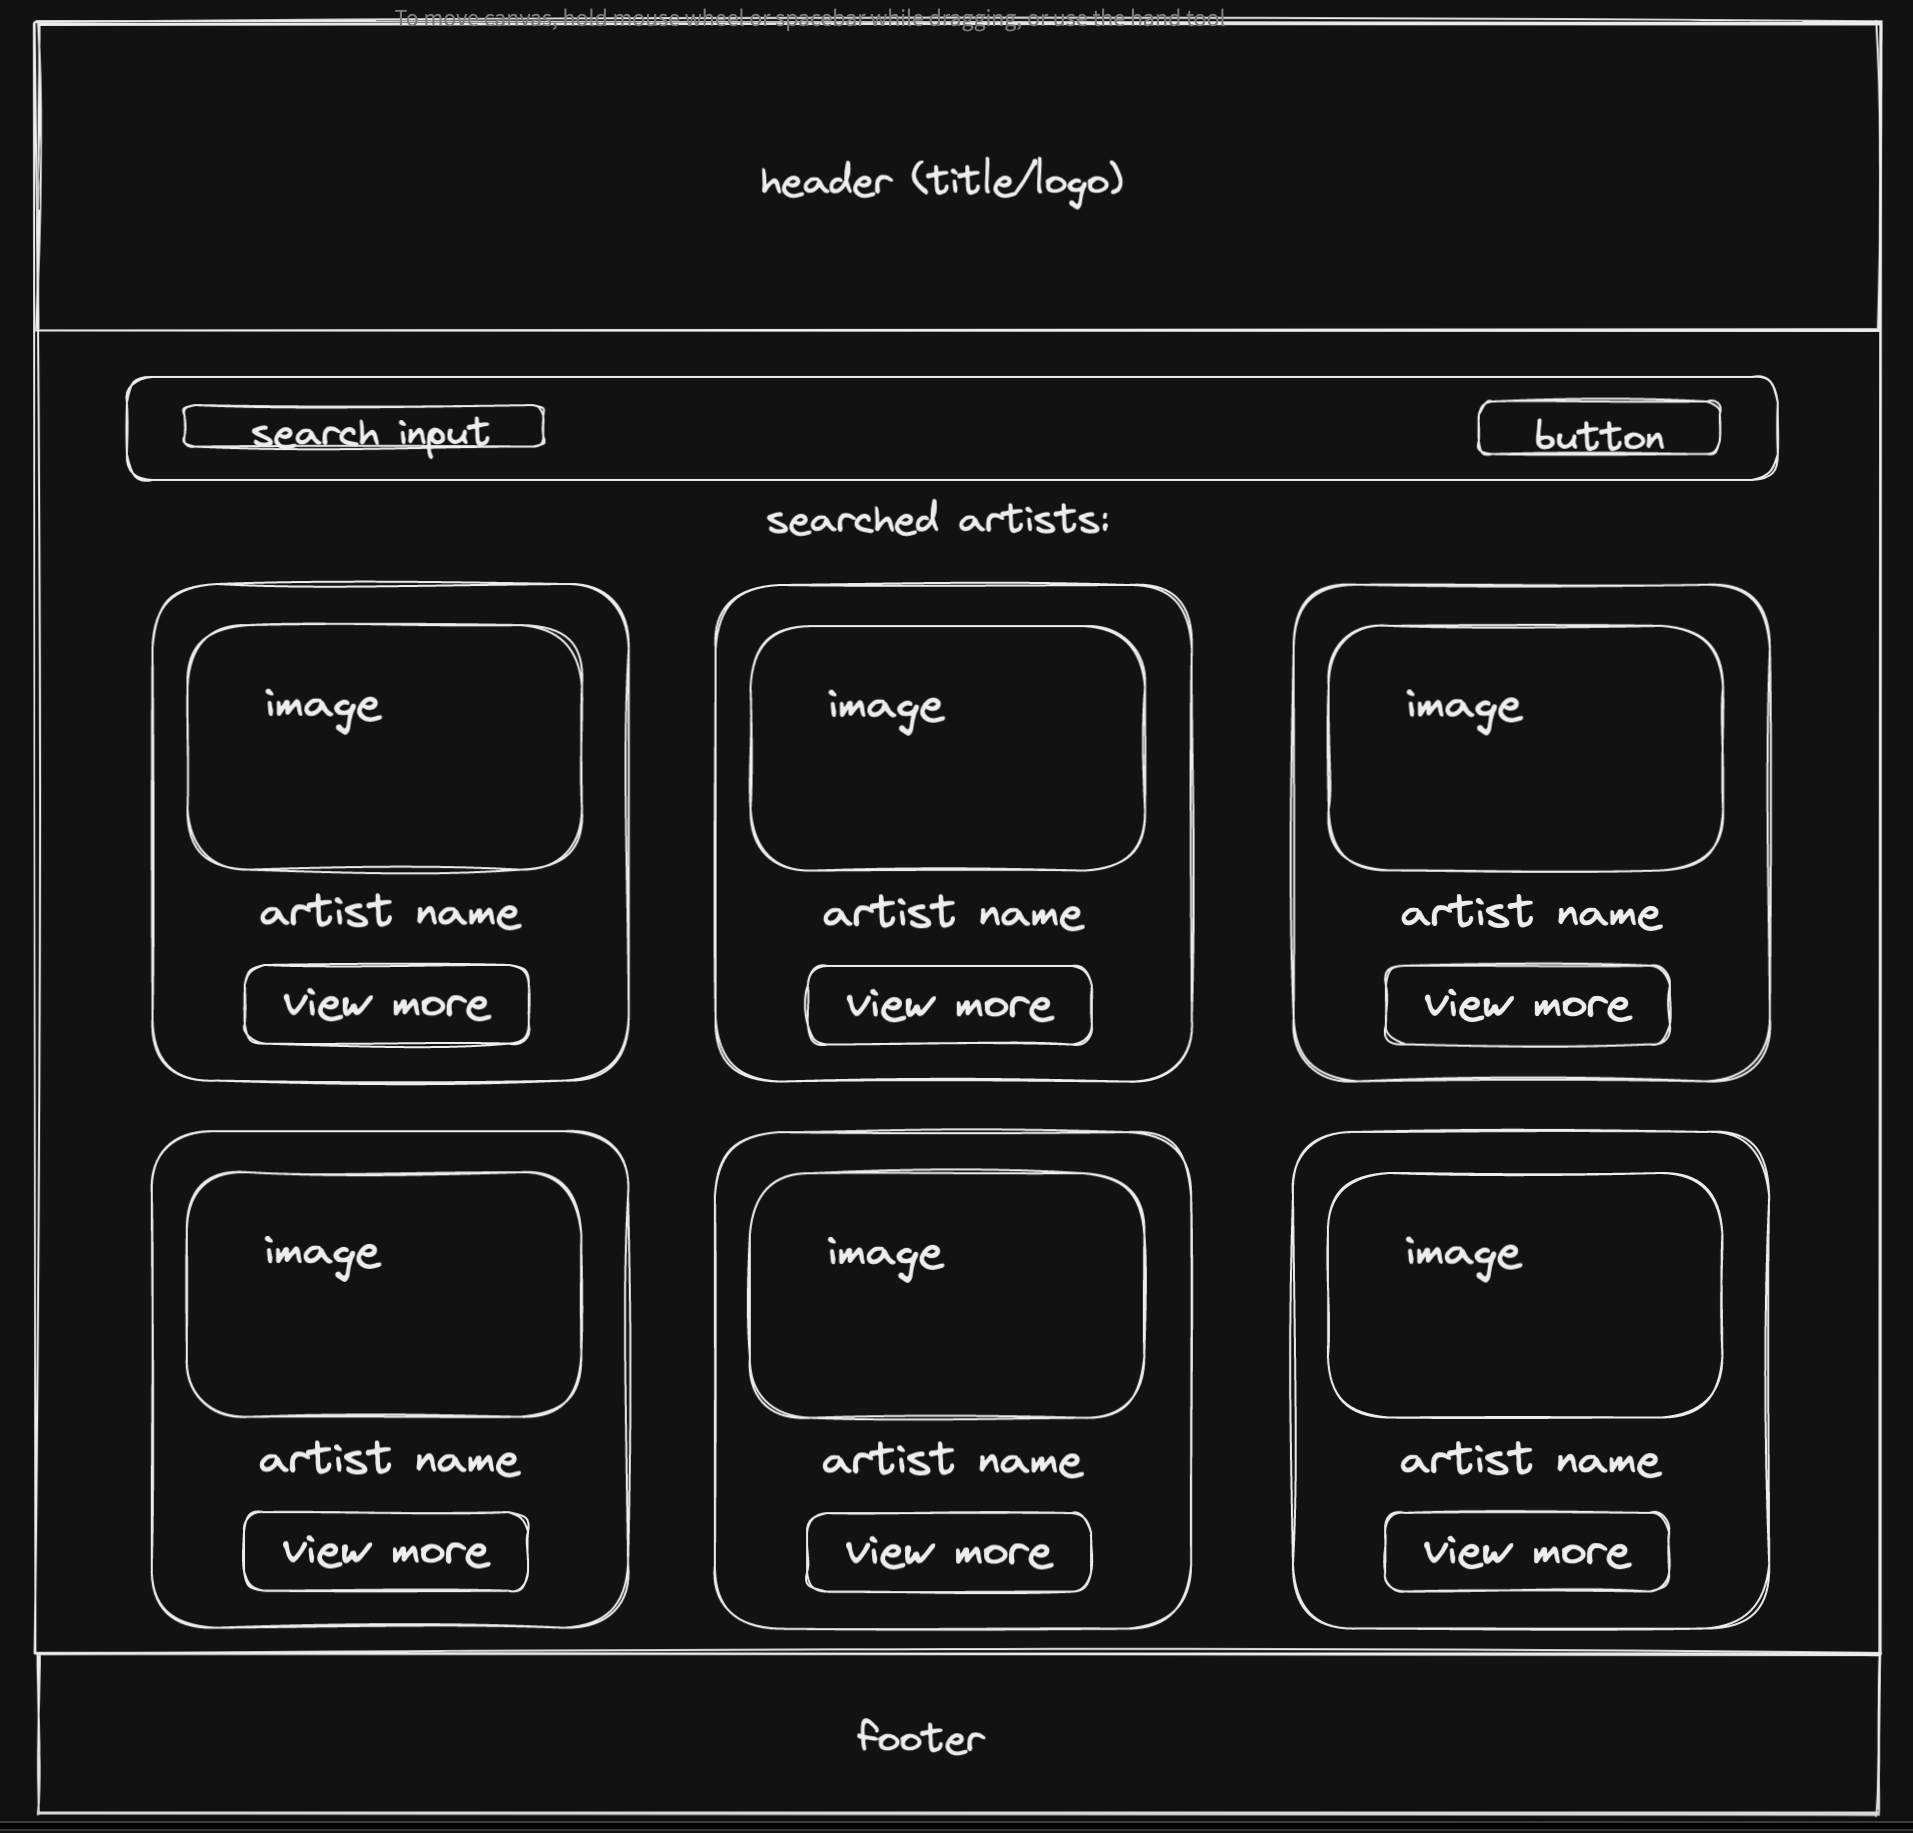 To move canvas, hold mouse wheel or spacebar while dragging, or use the hand tool
header (title/logo)
search input
button
searched artists:
image
image
image
artist name
artist name
artist name
view more
view more
view more
image
image
image
artist name
artist name
artist name
view more
view more
view more
footer